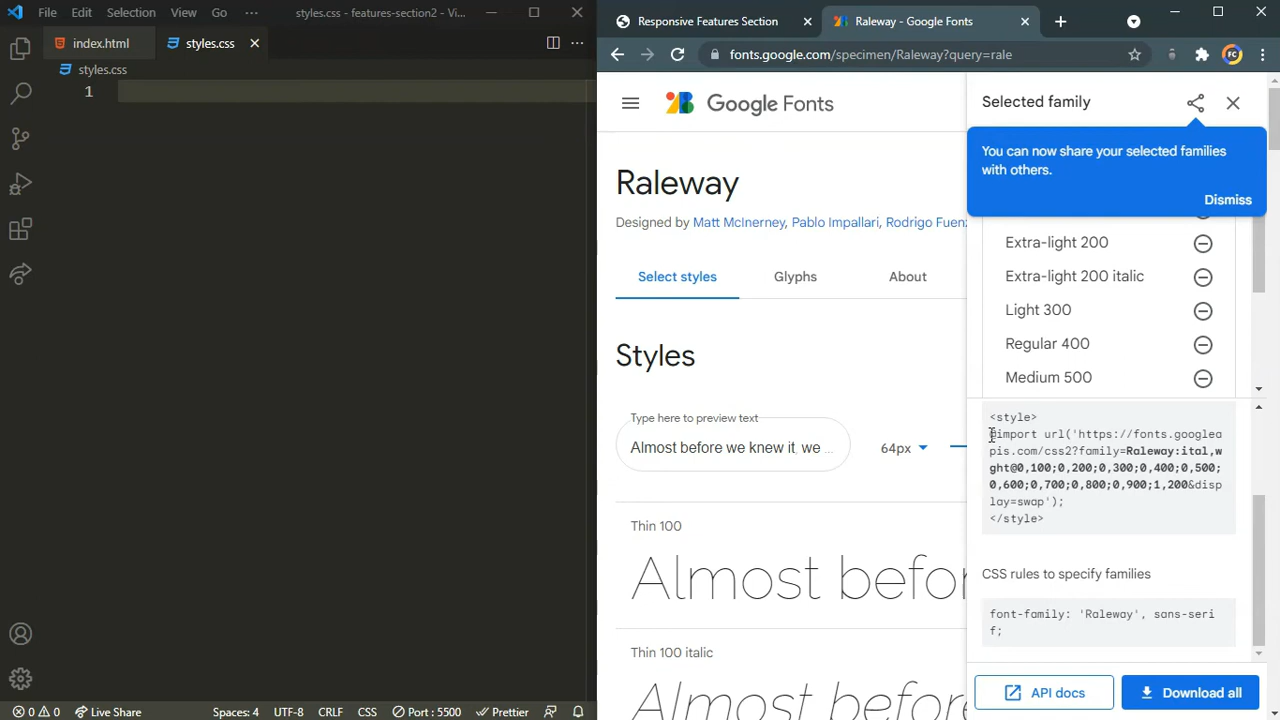 File Edit Selection View Go ··· styles.css - features-section2 - Vi...
index.html styles.css
styles.css
1
0 0 Live Share Spaces: 4 UTF-8 CRLF CSS Port : 5500 Prettier
Responsive Features Section Raleway - Google Fonts
fonts.google.com/specimen/Raleway?query=rale
FC
Google Fonts
Raleway
Designed by Matt McInerney, Pablo Impallari, Rodrigo Fuenz
Select styles Glyphs About
Styles
Type here to preview text
Almost before we knew it, we ...
64px
Thin 100
Almost befor
Thin 100 italic
Almost before
Selected family
You can now share your selected families
with others.
Dismiss
Extra-light 200
Extra-light 200 italic
Light 300
Regular 400
Medium 500
<style>
@import url('https://fonts.googlea
pis.com/css2?family=Raleway:ital,w
ght@0,100;0,200;0,300;0,400;0,500;
0,600;0,700;0,800;0,900;1,200&disp
lay=swap');
</style>
CSS rules to specify families
font-family: 'Raleway', sans-seri
f;
API docs Download all